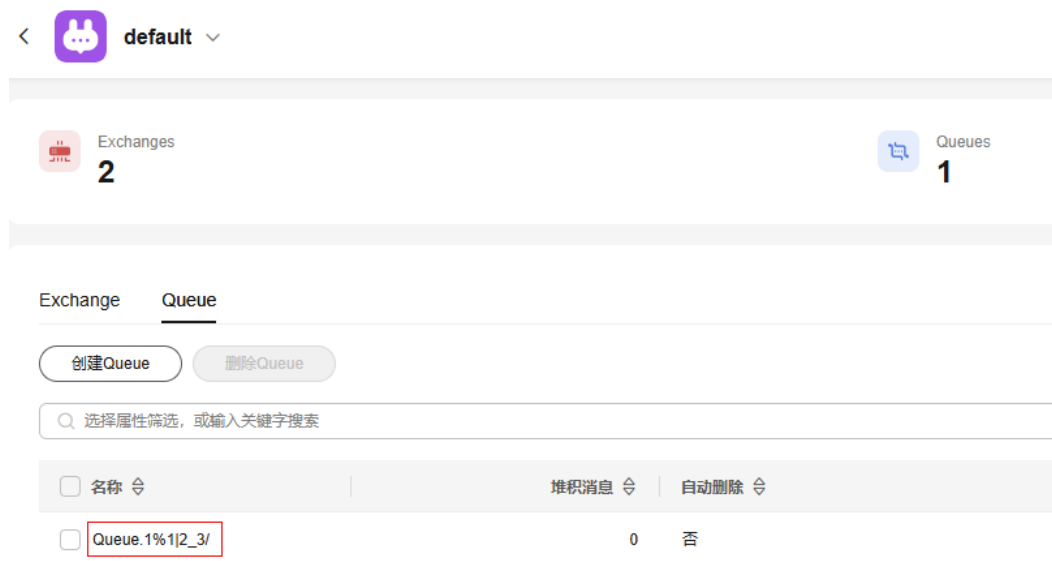 default
Exchanges
2
Queues
1
Exchange Queue
创建Queue 删除Queue
选择属性筛选，或输入关键字搜索
名称 堆积消息 自动删除
Queue.1%1|2_3/ 0 否